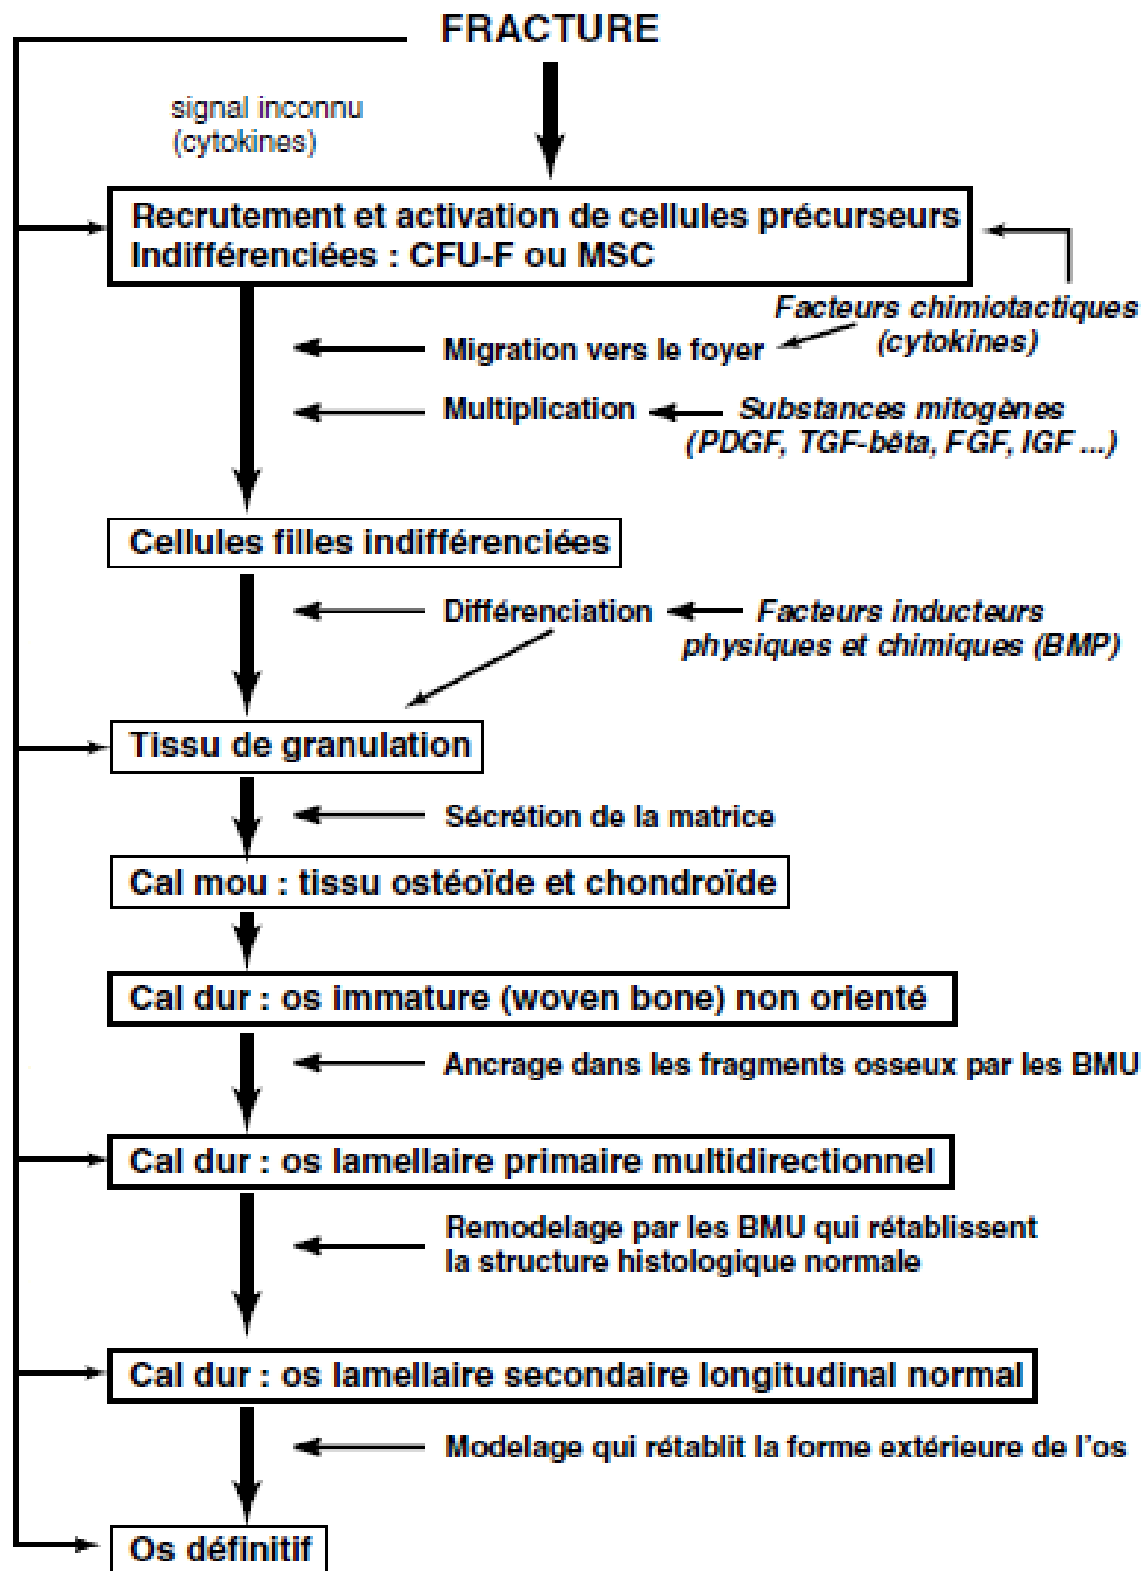 FRACTURE
signal inconnu
(cytokines)
Recrutement et activation de cellules précurseurs
Indifférenciées : CFU-F ou MSC
Facteurs chimiotactiques
(cytokines)
Migration vers le foyer
Multiplication
Substances mitogènes
(PDGF, TGF-bêta, FGF, IGF ...)
Cellules filles indifférenciées
Différenciation
Facteurs inducteurs
physiques et chimiques (BMP)
Tissu de granulation
Sécrétion de la matrice
Cal mou : tissu ostéoïde et chondroïde
Cal dur : os immature (woven bone) non orienté
Ancrage dans les fragments osseux par les BMU
Cal dur : os lamellaire primaire multidirectionnel
Remodelage par les BMU qui rétablissent
la structure histologique normale
Cal dur : os lamellaire secondaire longitudinal normal
Modelage qui rétablit la forme extérieure de l'os
Os définitif